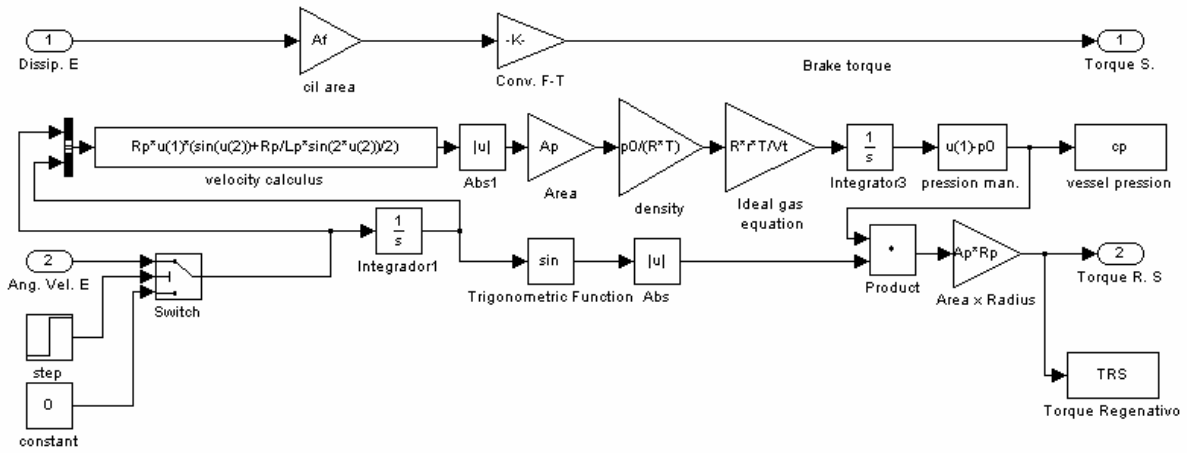 1
Dissip. E
Af
cil area
-K-
Conv. F-T
Brake torque
1
Torque S.
Rp*u(1)*(sin(u(2))+Rp/Lp*sin(2*u(2))/2)
velocity calculus
|u|
Abs1
Ap
Area
p0/(R*T)
density
R*r*T/Vt
Ideal gas
equation
1
s
Integrator3
u(1)-p0
pression man.
cp
vessel pression
2
Ang. Vel. E
Switch
1
s
Integrador1
sin
Trigonometric Function
|u|
Abs
Product
Ap*Rp
Area x Radius
2
Torque R. S
step
0
constant
TRS
Torque Regenativo